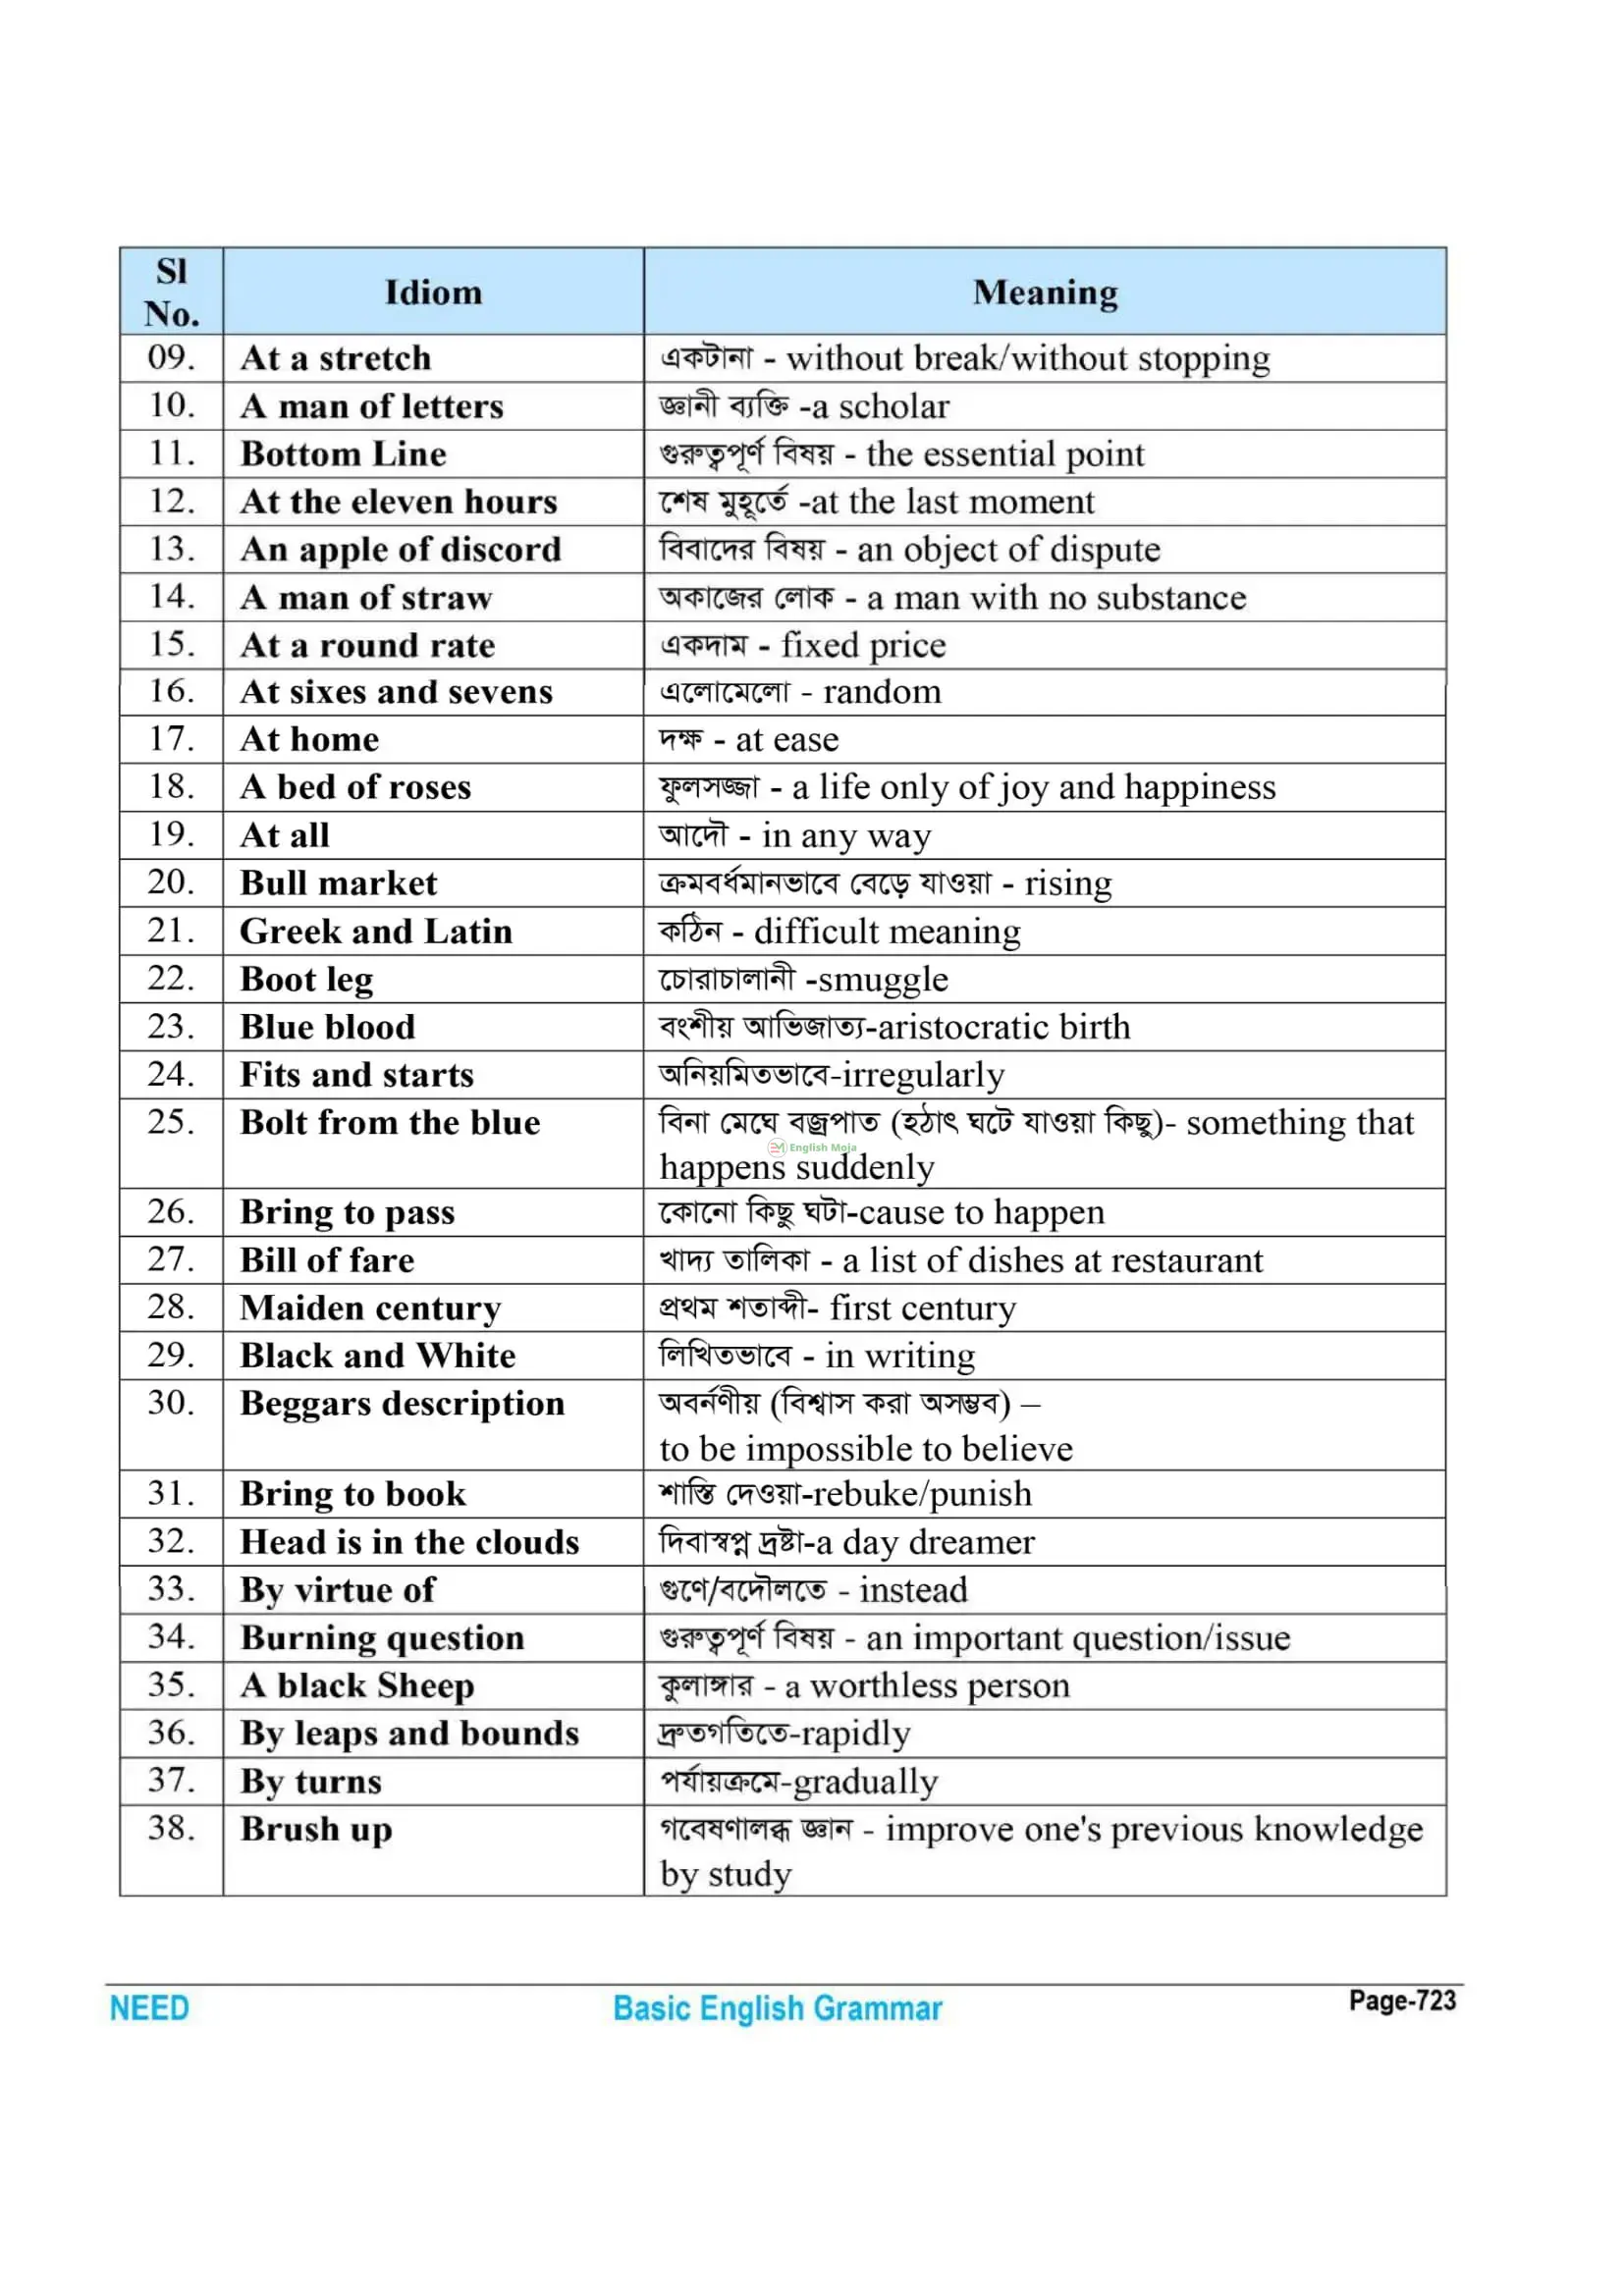 Sl
No.
Idiom
Meaning
09. At a stretch একটানা - without break/without stopping
10. A man of letters জ্ঞানী ব্যক্তি -a scholar
11. Bottom Line গুরুত্বপূর্ণ বিষয় - the essential point
12. At the eleven hours শেষ মুহূর্তে -at the last moment
13. An apple of discord বিবাদের বিষয় - an object of dispute
14. A man of straw অকাজের লোক - a man with no substance
15. At a round rate একদাম - fixed price
16. At sixes and sevens এলোমেলো - random
17. At home দক্ষ - at ease
18. A bed of roses ফুলসজ্জা - a life only of joy and happiness
19. At all আদৌ - in any way
20. Bull market ক্রমবর্ধমানভাবে বেড়ে যাওয়া - rising
21. Greek and Latin কঠিন - difficult meaning
22. Boot leg চোরাচালানী -smuggle
23. Blue blood বংশীয় আভিজাত্য-aristocratic birth
24. Fits and starts অনিয়মিতভাবে-irregularly
25. Bolt from the blue বিনা মেঘে বজ্রপাত (হঠাৎ ঘটে যাওয়া কিছু)- something that
English Moja
happens suddenly
26. Bring to pass কোনো কিছু ঘটা-cause to happen
27. Bill of fare খাদ্য তালিকা - a list of dishes at restaurant
28. Maiden century প্রথম শতাব্দী- first century
29. Black and White লিখিতভাবে - in writing
30. Beggars description অবর্নণীয় (বিশ্বাস করা অসম্ভব) –
to be impossible to believe
31. Bring to book শাস্তি দেওয়া-rebuke/punish
32. Head is in the clouds দিবাস্বপ্ন দ্রষ্টা-a day dreamer
33. By virtue of গুণে/বদৌলতে - instead
34. Burning question গুরুত্বপূর্ণ বিষয় - an important question/issue
35. A black Sheep কুলাঙ্গার - a worthless person
36. By leaps and bounds দ্রুতগতিতে-rapidly
37. By turns পর্যায়ক্রমে-gradually
38. Brush up গবেষণালব্ধ জ্ঞান - improve one's previous knowledge
by study
NEED Basic English Grammar Page-723